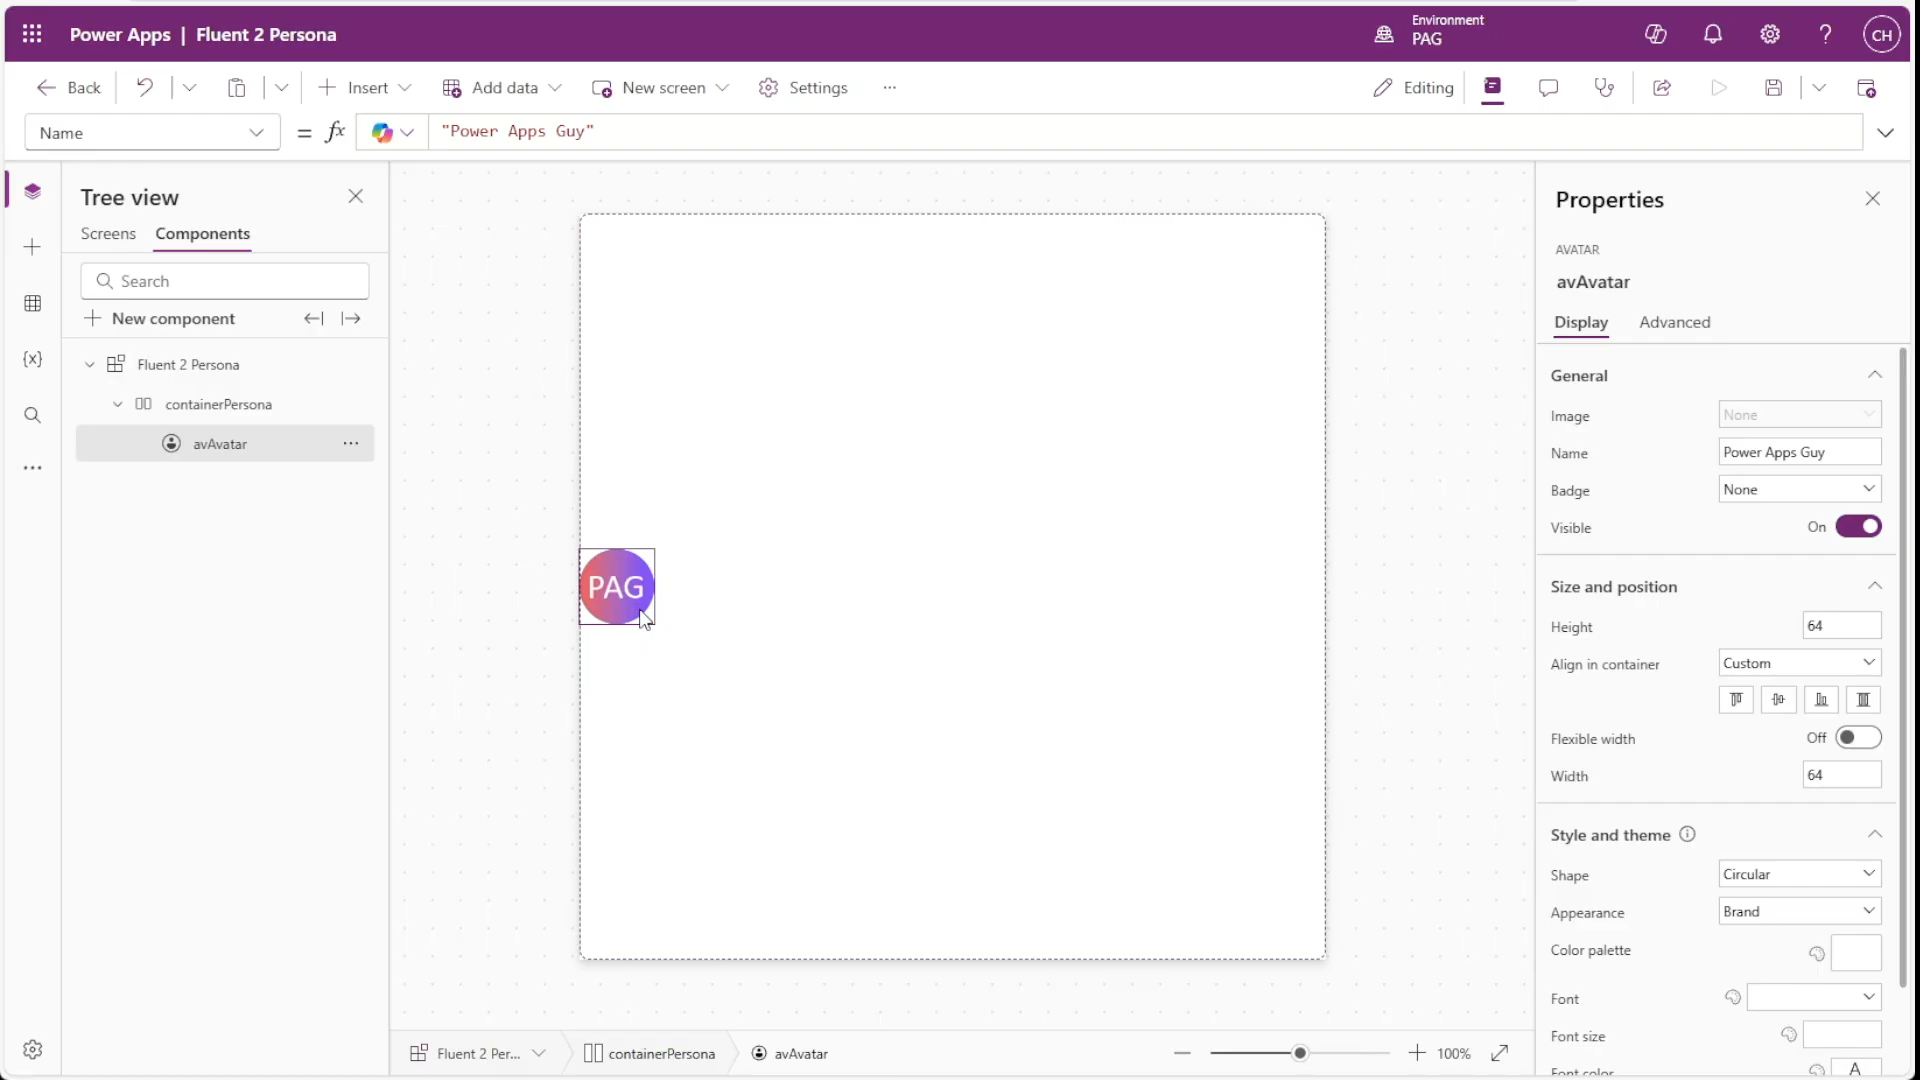 Power Apps | Fluent 2 Persona
Environment
PAG
CH
Back
Insert
Add data
New screen
Settings
...
Editing
Name
= fx
"Power Apps Guy"
Tree view
Screens
Components
Search
New component
Fluent 2 Persona
containerPersona
avAvatar
...
PAG
Properties
AVATAR
avAvatar
Display
Advanced
General
Image
None
Name
Power Apps Guy
Badge
None
Visible
On
Size and position
Height
64
Align in container
Custom
Flexible width
Off
Width
64
Style and theme
Shape
Circular
Appearance
Brand
Color palette
Font
Font size
Font color
A
Fluent 2 Per...
containerPersona
avAvatar
100%